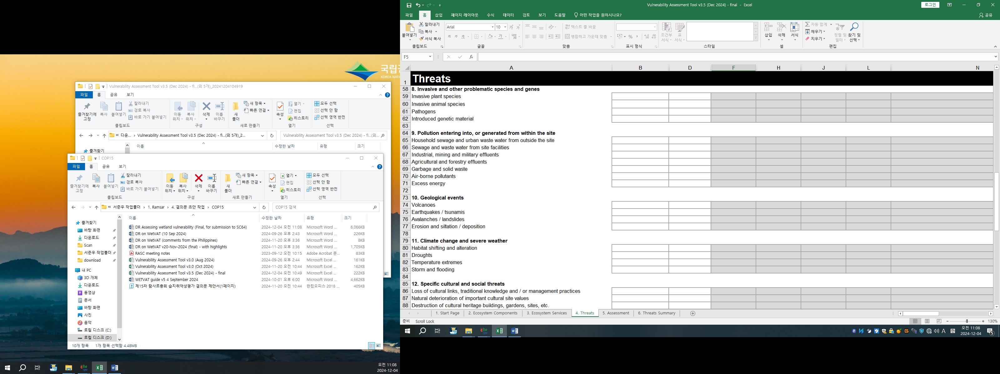 국립공
KOREA NATI
Vulnerability Assessment Tool v3.5 (Dec 2024) - fi...(외 5개)_20241204104919
파일 홈 공유 보기
즐겨찾기에 고정
복사
붙여넣기
잘라내기
경로 복사
바로 가기 붙여넣기
클립보드
이동 위치
복사 위치
삭제
이름 바꾸기
구성
새 폴더
새 항목
빠른 연결
새로 만들기
속성
열기
편집
히스토리
열기
모두 선택
선택 안 함
선택 영역 반전
선택
« 다운... › Vulnerability Assessment Tool v3.5 (Dec 2024) - fi...(외 5개)_2...
Vulnerability Assessment Tool v3.5 (Dec 2024) - fi...(외...
즐겨찾기
이름 수정한 날짜 유형 크기
COP15
파일 홈 공유 보기
즐겨찾기에 고정
복사
붙여넣기
잘라내기
경로 복사
바로 가기 붙여넣기
클립보드
이동 위치
복사 위치
삭제
이름 바꾸기
구성
새 폴더
새 항목
빠른 연결
새로 만들기
속성
열기
편집
히스토리
열기
모두 선택
선택 안 함
선택 영역 반전
선택
« 서준우 작업폴더 › 1. Ramsar › 4. 결의문 초안 작업 › COP15
COP15 검색
즐겨찾기
바탕 화면
다운로드
Scan
서준우 작업폴더
download
내 PC
3D 개체
다운로드
동영상
문서
바탕 화면
사진
음악
로컬 디스크 (C:)
로컬 디스크 (D:)
이름 수정한 날짜 유형 크기
DR Assessing wetland vulnerability (Final, for submission to SC64) 2024-12-04 오전 11:08 Microsoft Word ... 6,066KB
DR on WetVAT (10 Sep 2024) 2024-09-26 오후 2:43 Microsoft Word ... 226KB
DR on WetVAT (comments from the Philippines) 2024-11-20 오후 3:36 Microsoft Word ... 8KB
DR on WetVAT v20-Nov-2024 (final) - with highlights 2024-11-20 오후 3:36 Microsoft Word ... 1,705KB
RASC meeting notes 2023-09-12 오전 10:15 Adobe Acrobat 문... 83KB
Vulnerability Assessment Tool v3.0 (Aug 2024) 2024-09-26 오후 2:44 Microsoft Excel ... 161KB
Vulnerability Assessment Tool v3.0 (Oct 2024) 2024-11-20 오전 10:44 Microsoft Excel ... 162KB
Vulnerability Assessment Tool v3.5 (Dec 2024) - final 2024-12-04 오전 10:49 Microsoft Excel ... 222KB
WETVAT guide v5 4 September 2024 2024-10-01 오후 6:00 Microsoft Word ... 4,662KB
제15차 람사르총회 습지취약성평가 결의문 제안서(1페이지) 2024-11-20 오전 10:44 한컴오피스 2018 ... 405KB
10개 항목 1개 항목 선택함 4.48MB
오전 11:08
2024-12-04
Vulnerability Assessment Tool v3.5 (Dec 2024) - final - Excel
로그인
파일 홈 삽입 페이지 레이아웃 수식 데이터 검토 보기 도움말 어떤 작업을 원하시나요?
공유
붙여넣기
잘라내기
복사
서식 복사
클립보드
Arial 10
가 가 가
글꼴
텍스트 줄 바꿈
병합하고 가운데 맞춤
맞춤
표시 형식
조건부 서식
표 서식
스타일
삽입 삭제 서식
셀
자동 합계
채우기
지우기
정렬 및 필터
찾기 및 선택
편집
F5
fx
A B D F H J L N
1 Threats
58 8. Invasive and other problematic species and genes
59 Invasive plant species
60 Invasive animal species
61 Pathogens
62 Introduced genetic material
63
64 9. Pollution entering into, or generated from within the site
65 Household sewage and urban waste water from outside the site
66 Sewage and waste water from site facilities
67 Industrial, mining and military effluents
68 Agricultural and forestry effluents
69 Garbage and solid waste
70 Air-borne pollutants
71 Excess energy
72
73 10. Geological events
74 Volcanoes
75 Earthquakes / tsunamis
76 Avalanches / landslides
77 Erosion and siltation / deposition
78
79 11. Climate change and severe weather
80 Habitat shifting and alteration
81 Droughts
82 Temperature extremes
83 Storm and flooding
84
85 12. Specific cultural and social threats
86 Loss of cultural links, traditional knowledge and / or management practices
87 Natural deterioration of important cultural site values
88 Destruction of cultural heritage buildings, gardens, sites, etc.
1. Start Page 2. Ecosystem Components 3. Ecosystem Services 4. Threats 5. Assessment 6. Threats Summary
준비 Scroll Lock
130%
A 한
오전 11:08
2024-12-04
5